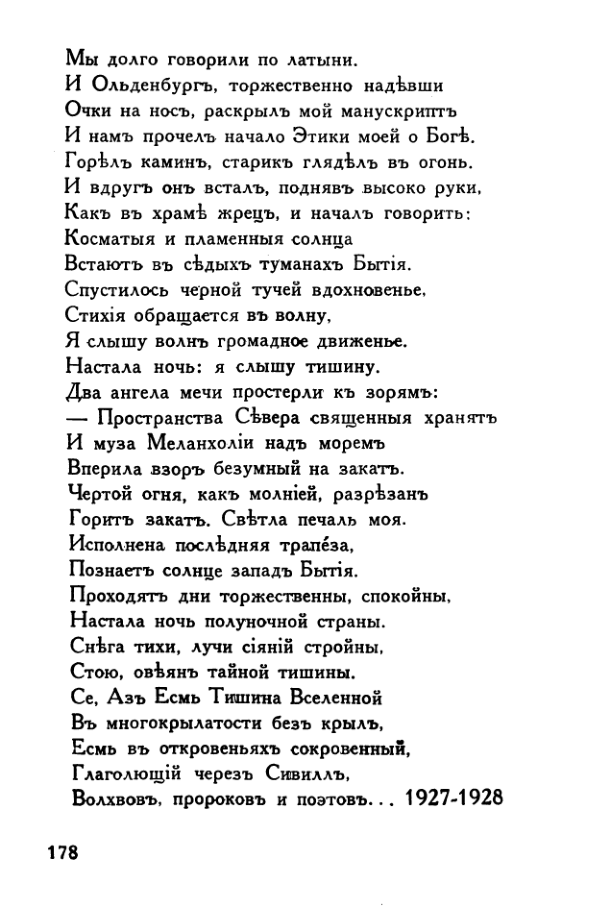 Мы долго говорили по латыни.
И Ольденбургъ, торжественно надѣвши
Очки на носъ, раскрылъ мой манускриптъ
И намъ прочелъ начало Этики моей о Богѣ.
Горѣлъ каминъ, старикъ глядѣлъ въ огонь.
И вдругъ онъ всталъ, поднявъ высоко руки,
Какъ въ храмѣ жрецъ, и началъ говорить:
Косматыя и пламенныя солнца
Встаютъ въ сѣдыхъ туманахъ Бытія.
Спустилось черной тучей вдохновенье,
Стихія обращается въ волну,
Я слышу волнъ громадное движенье.
Настала ночь: я слышу тишину.
Два ангела мечи простерли къ зорямъ:
— Пространства Сѣвера священныя хранятъ
И муза Меланхоліи надъ моремъ
Вперила взоръ безумный на закатъ.
Чертой огня, какъ молніей, разрѣзанъ
Горитъ закатъ. Свѣтла печаль моя.
Исполнена послѣдняя трапе́за,
Познаетъ солнце западъ Бытія.
Проходятъ дни торжественны, спокойны,
Настала ночь полуночной страны.
Снѣга тихи, лучи сіяній стройны,
Стою, овѣянъ тайной тишины.
Се, Азъ Есмь Тишина Вселенной
Въ многокрылатости безъ крылъ,
Есмь въ откровеньяхъ сокровенный,
Глаголющій черезъ Сивиллъ,
Волхвовъ, пророковъ и поэтовъ... 1927-1928
178